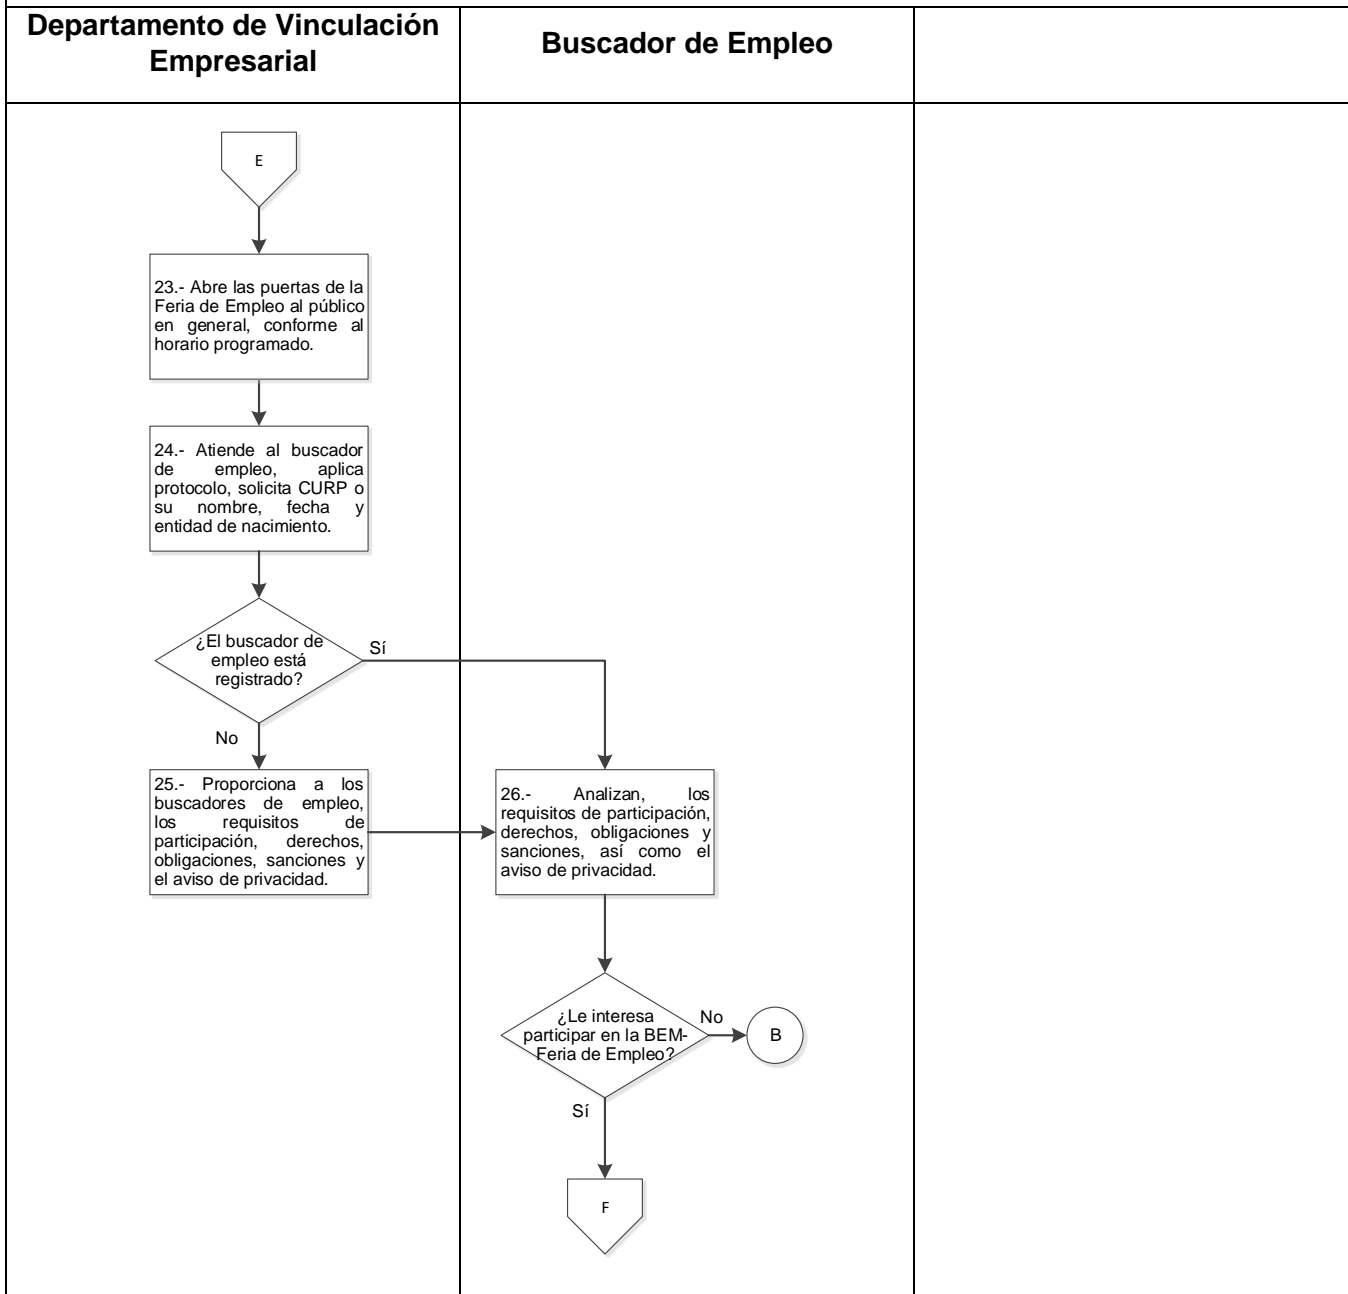 Departamento de Vinculación
Empresarial
Buscador de Empleo
E
23.- Abre las puertas de la
Feria de Empleo al público
en general, conforme al
horario programado.
24.- Atiende al buscador
de empleo, aplica
protocolo, solicita CURP o
su nombre, fecha y
entidad de nacimiento.
¿El buscador de
empleo está
registrado?
Sí
No
25.- Proporciona a los
buscadores de empleo,
los requisitos de
participación, derechos,
obligaciones, sanciones y
el aviso de privacidad.
26.- Analizan, los
requisitos de participación,
derechos, obligaciones y
sanciones, así como el
aviso de privacidad.
¿Le interesa
participar en la BEM-
Feria de Empleo?
No
B
Sí
F